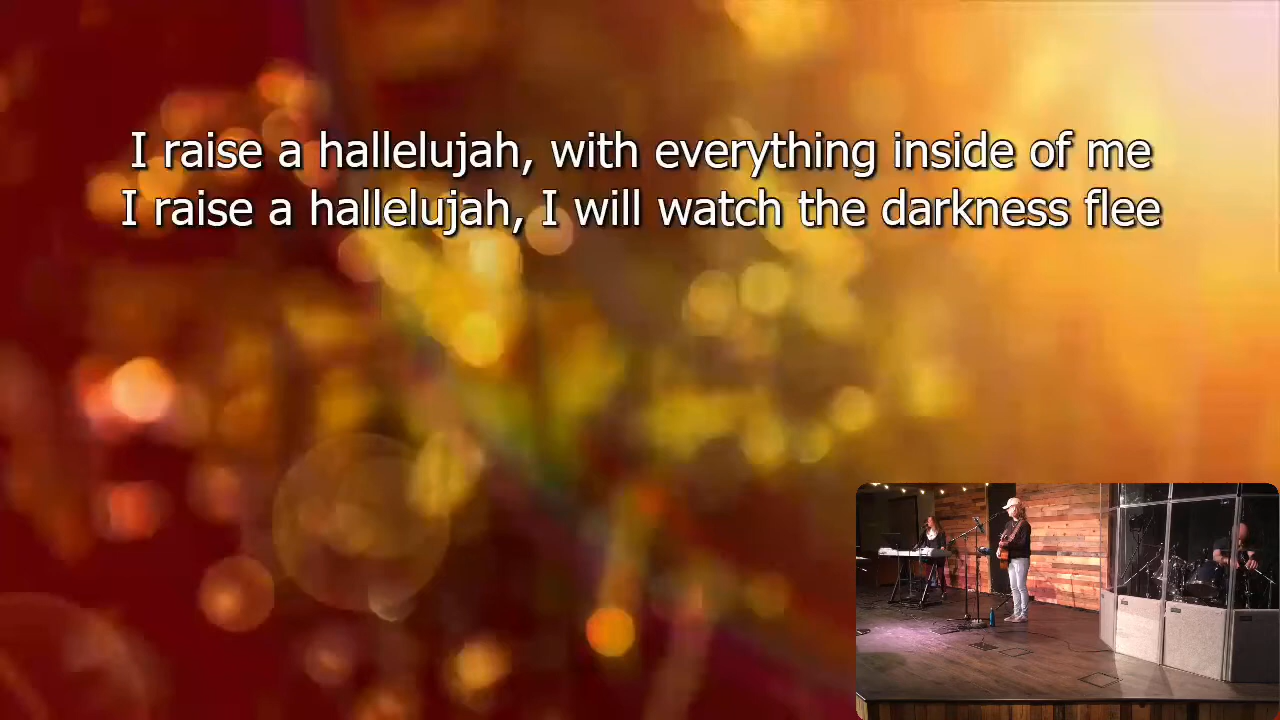 I raise a hallelujah, with everything inside of me
I raise a hallelujah, I will watch the darkness flee